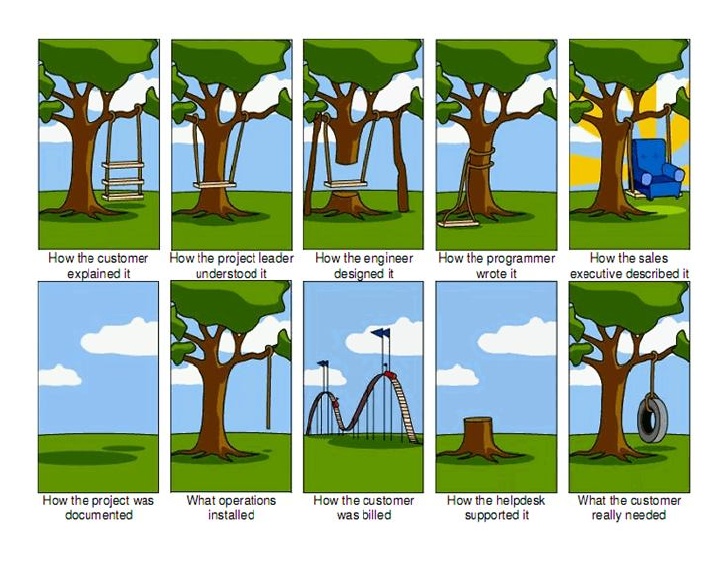 How the customer
explained it
How the project leader
understood it
How the engineer
designed it
How the programmer
wrote it
How the sales
executive described it
How the project was
documented
What operations
installed
How the customer
was billed
How the helpdesk
supported it
What the customer
really needed